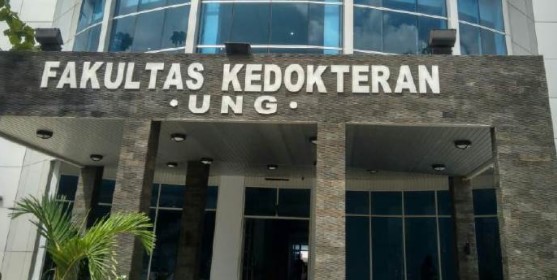 FAKULTAS KEDOKTERAN
• UNG •